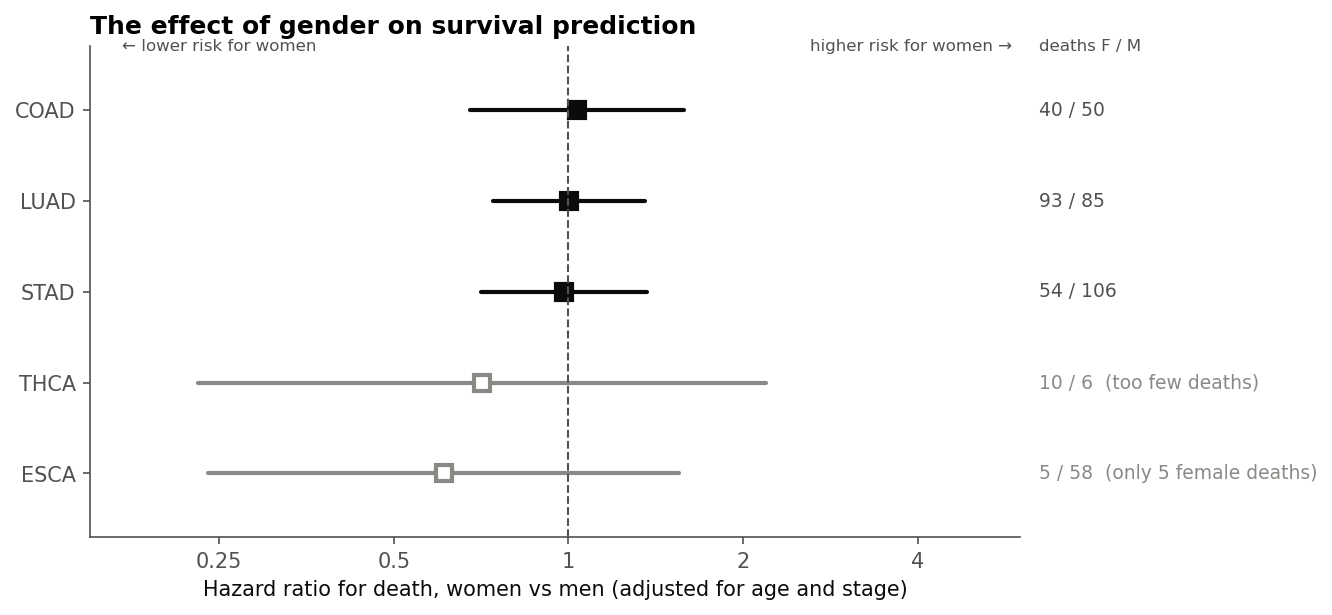 The effect of gender on survival prediction
← lower risk for women higher risk for women → deaths F / M
COAD 40 / 50
LUAD 93 / 85
STAD 54 / 106
THCA 10 / 6 (too few deaths)
ESCA 5 / 58 (only 5 female deaths)
0.25 0.5 1 2 4
Hazard ratio for death, women vs men (adjusted for age and stage)